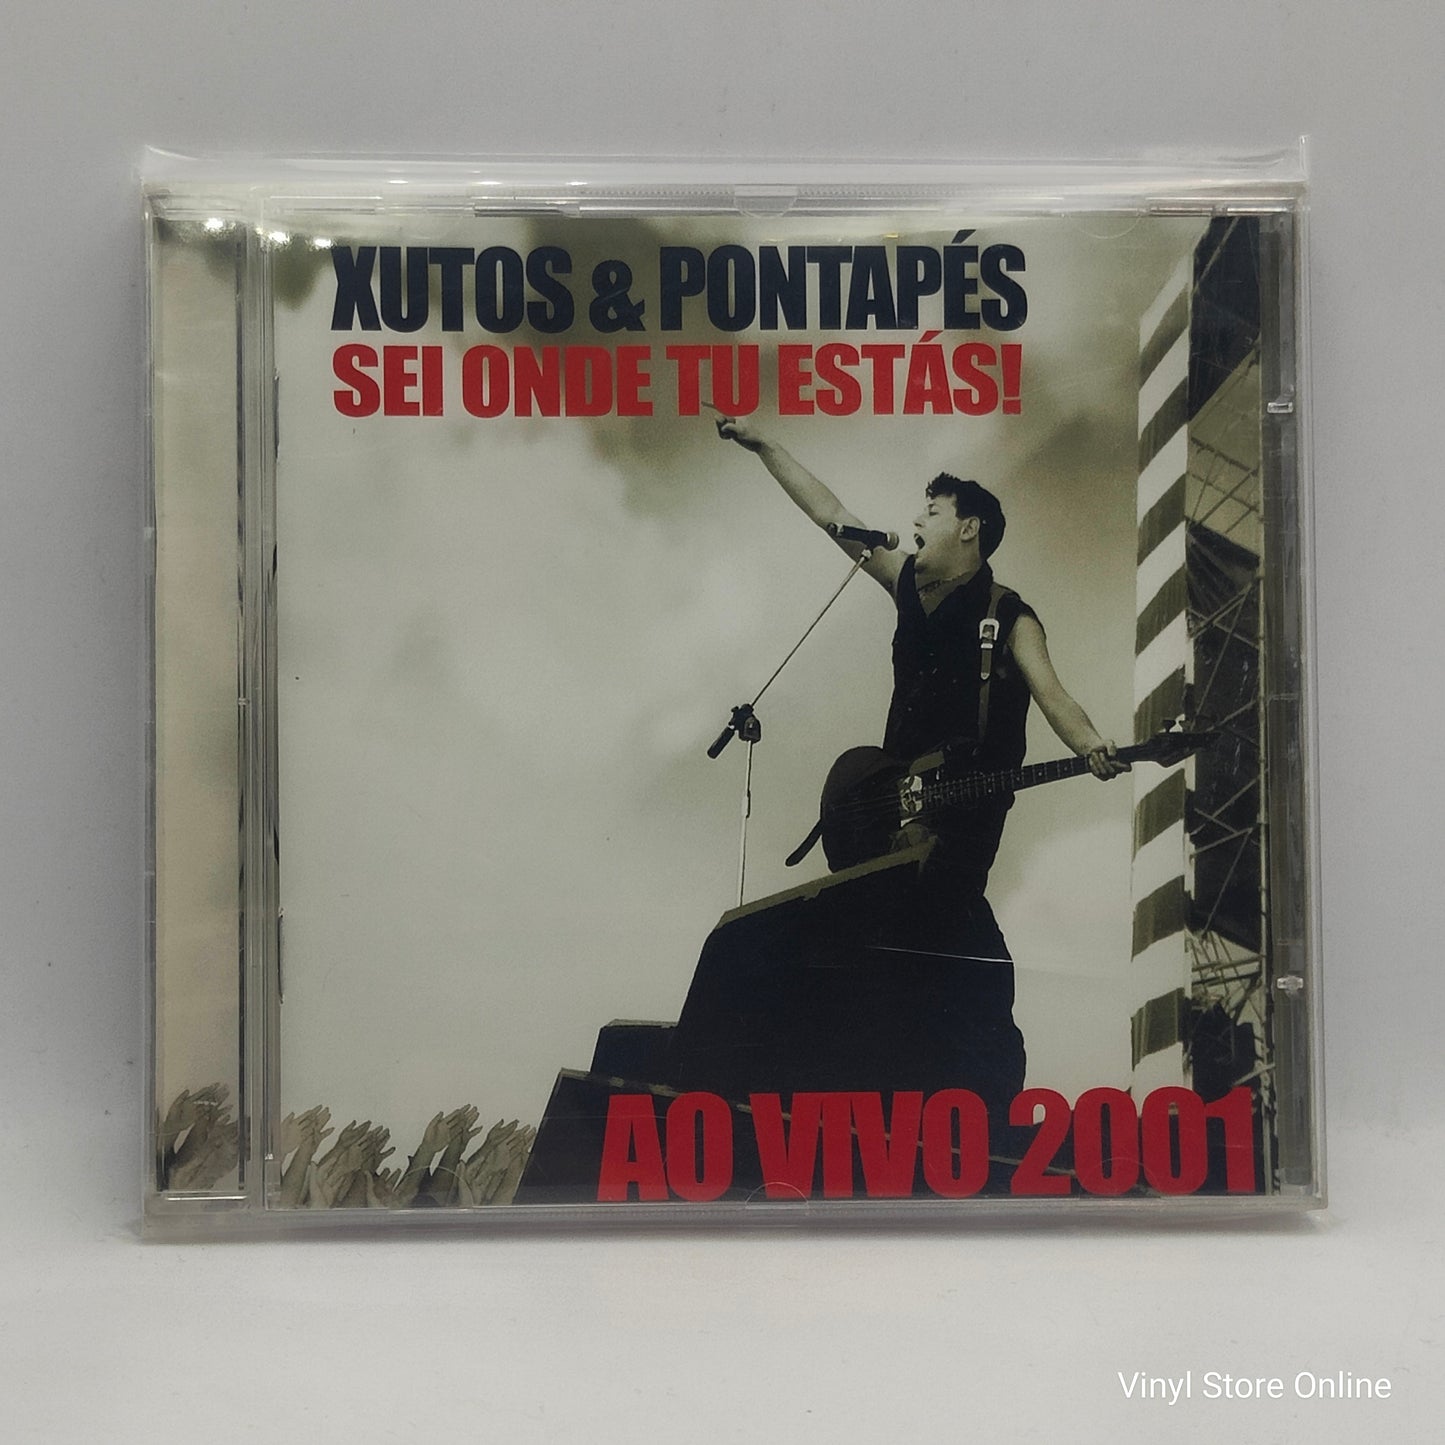 XUTOS & PONTAPÉS
SEI ONDE TU ESTÁS!
AO VIVO 2001
Vinyl Store Online